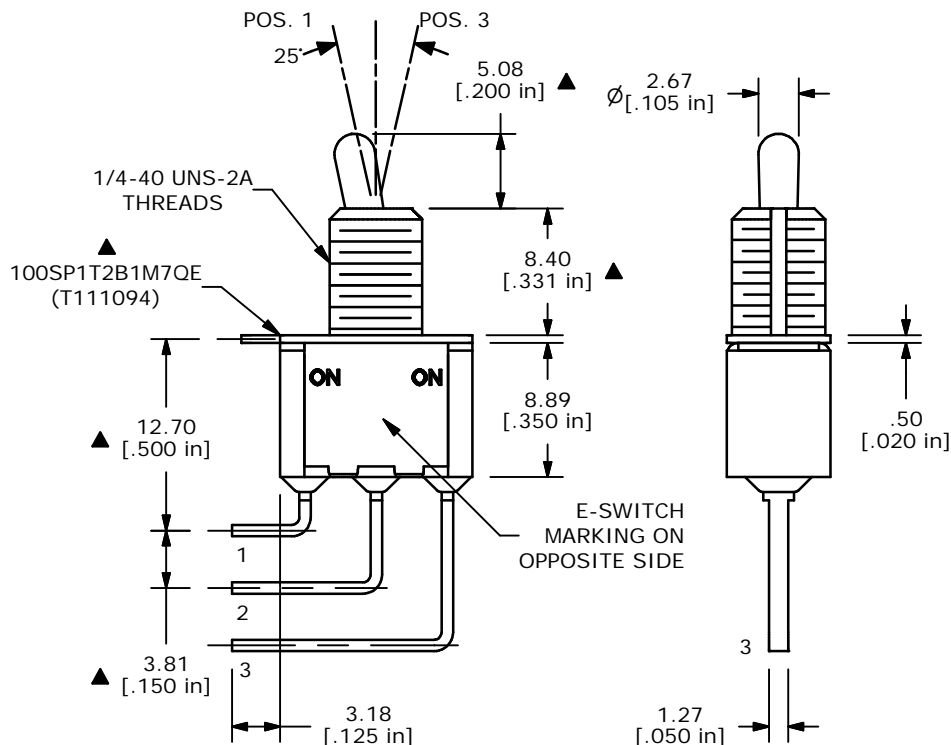 POS. 1
POS. 3
25°
5.08
[.200 in]
2.67
Ø[.105 in]
1/4-40 UNS-2A
THREADS
100SP1T2B1M7QE
(T111094)
8.40
[.331 in]
ON ON
8.89
[.350 in]
.50
[.020 in]
12.70
[.500 in]
E-SWITCH
MARKING ON
OPPOSITE SIDE
1
2
3
3
3.81
[.150 in]
3.18
[.125 in]
1.27
[.050 in]